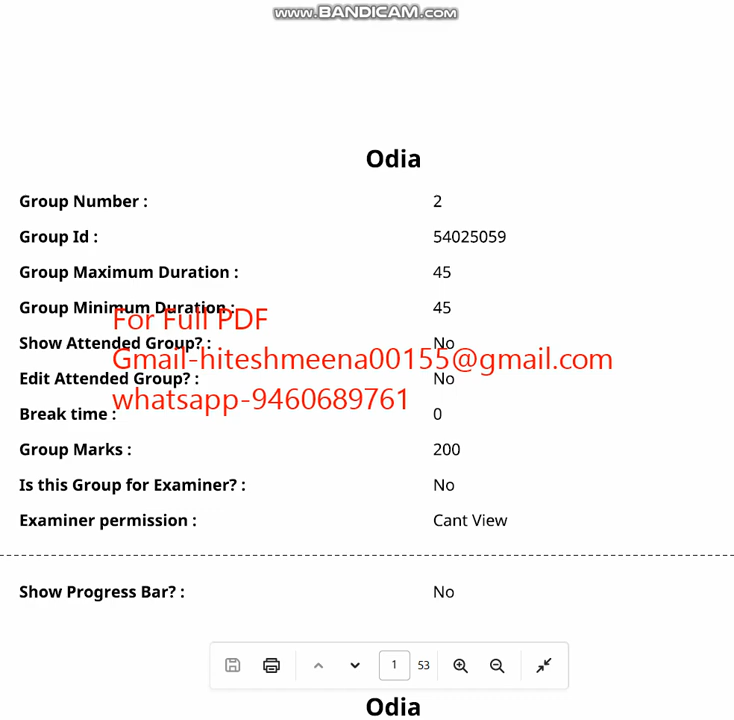 www.BANDICAM.com
Odia
Group Number : 2
Group Id : 54025059
Group Maximum Duration : 45
Group Minimum Duration : 45
For Full PDF
Show Attended Group? : No
Gmail-hiteshmeena00155@gmail.com
Edit Attended Group? : No
whatsapp-9460689761
Break time : 0
Group Marks : 200
Is this Group for Examiner? : No
Examiner permission : Cant View
Show Progress Bar? : No
1 53
Odia